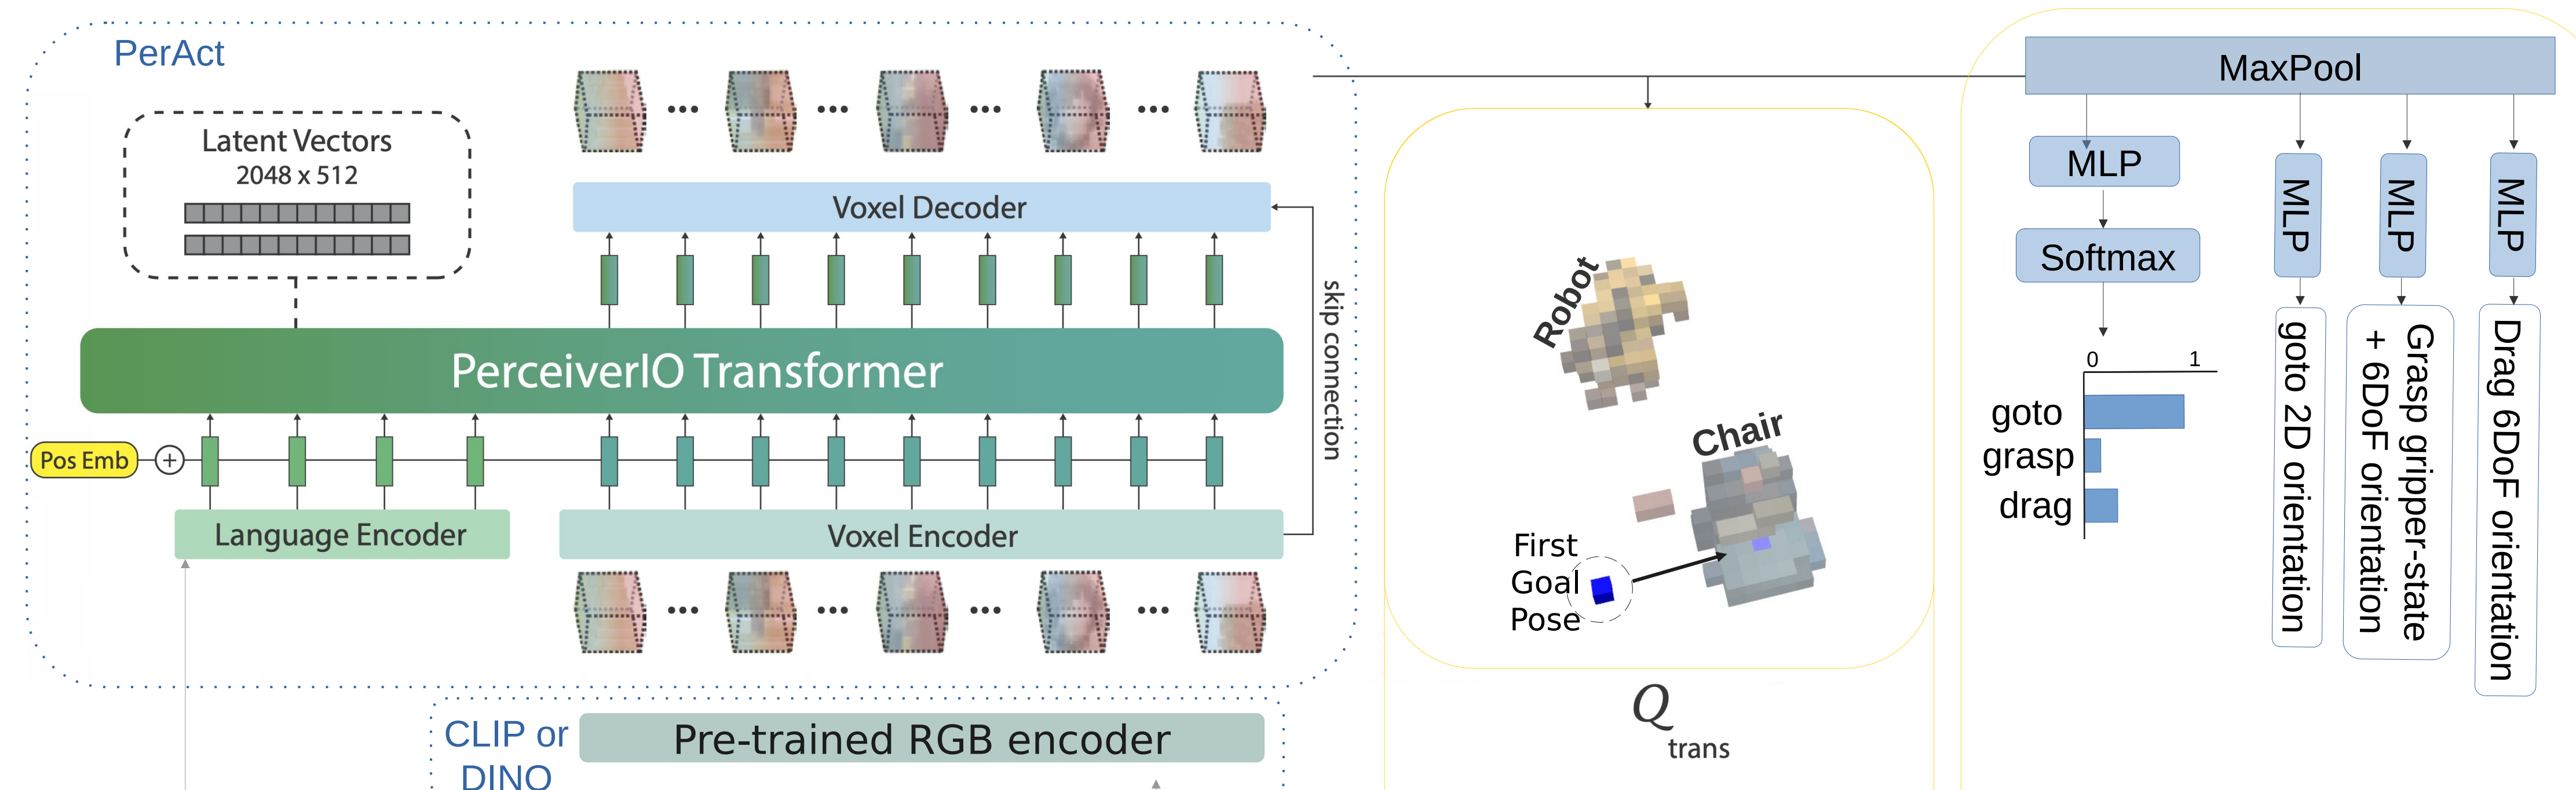 PerAct
Latent Vectors
2048 x 512
Voxel Decoder
skip connection
PerceiverIO Transformer
Pos Emb
+
Language Encoder
Voxel Encoder
CLIP or
DINO
Pre-trained RGB encoder
Robot
Chair
First
Goal
Pose
Q
trans
MaxPool
MLP
Softmax
0 1
goto
grasp
drag
MLP
goto 2D orientation
MLP
Grasp gripper-state
+ 6DoF orientation
MLP
Drag 6DoF orientation